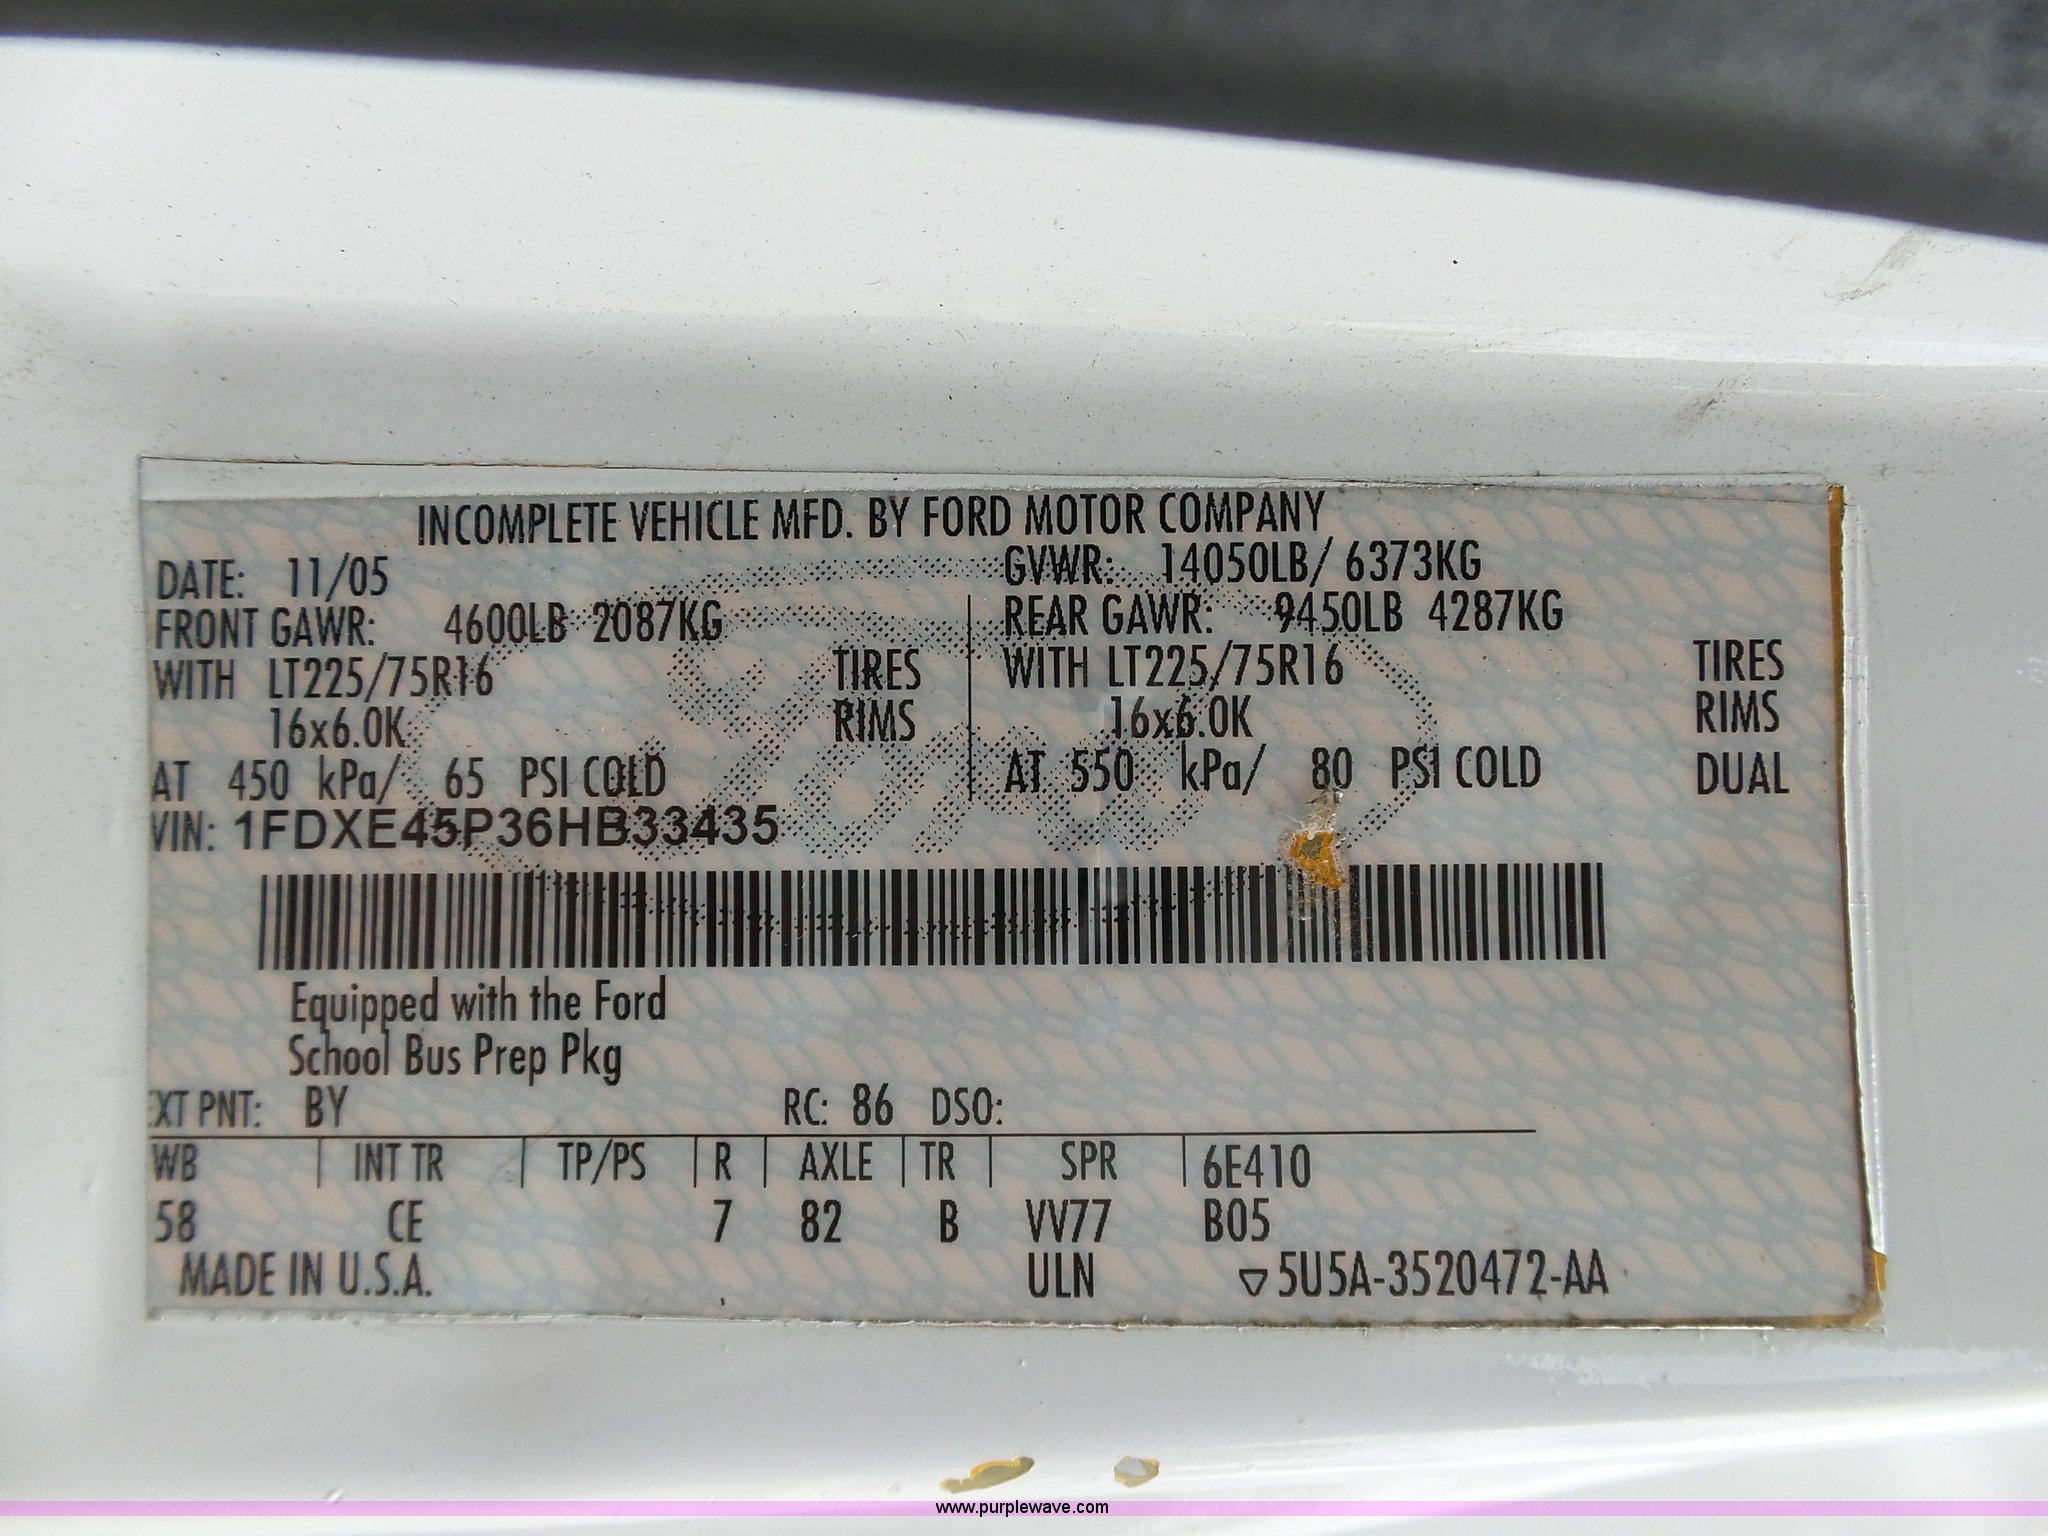 INCOMPLETE VEHICLE MFD. BY FORD MOTOR COMPANY
DATE: 11/05 GVWR: 14050LB/ 6373KG
FRONT GAWR: 4600LB 2087KG REAR GAWR: 9450LB 4287KG
WITH LT225/75R16 TIRES WITH LT225/75R16 TIRES
16x6.0K RIMS 16x6.0K RIMS
AT 450 kPa/ 65 PSI COLD AT 550 kPa/ 80 PSI COLD DUAL
VIN: 1FDXE45P36HB33435
Equipped with the Ford
School Bus Prep Pkg
XT PNT: BY RC: 86 DSO:
WB INT TR TP/PS R AXLE TR SPR 6E410
58 CE 7 82 B VV77 B05
MADE IN U.S.A. ULN ▽5U5A-3520472-AA
www.purplewave.com